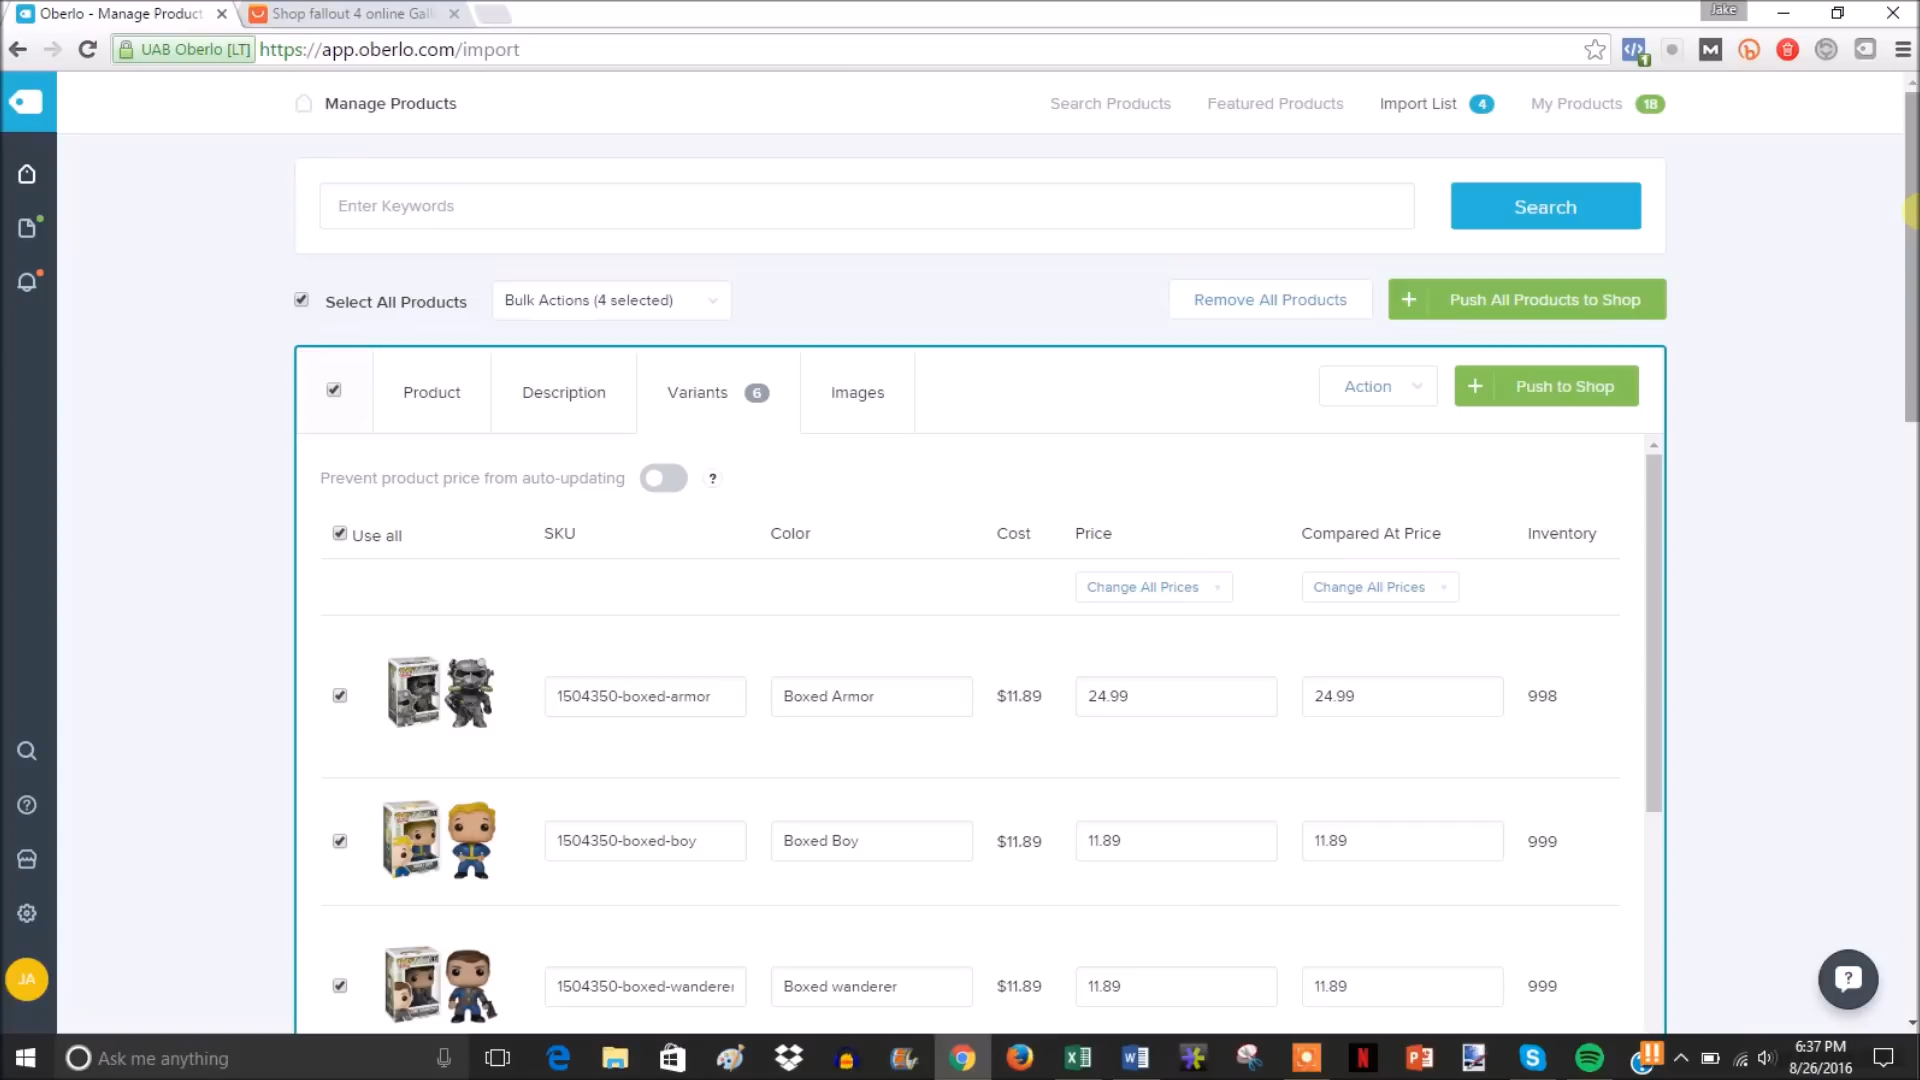 Oberlo - Manage Product
Shop fallout 4 online Gall
Jake
UAB Oberlo [LT]
https://app.oberlo.com/import
1
M
Manage Products
Search Products
Featured Products
Import List 4
My Products 18
Enter Keywords
Search
Select All Products
Bulk Actions (4 selected)
Remove All Products
+ Push All Products to Shop
Product
Description
Variants 6
Images
Action
+ Push to Shop
Prevent product price from auto-updating ?
Use all
SKU
Color
Cost
Price
Compared At Price
Inventory
Change All Prices
Change All Prices
1504350-boxed-armor
Boxed Armor
$11.89
24.99
24.99
998
1504350-boxed-boy
Boxed Boy
$11.89
11.89
11.89
999
1504350-boxed-wanderer
Boxed wanderer
$11.89
11.89
11.89
999
JA
Ask me anything
6:37 PM
8/26/2016